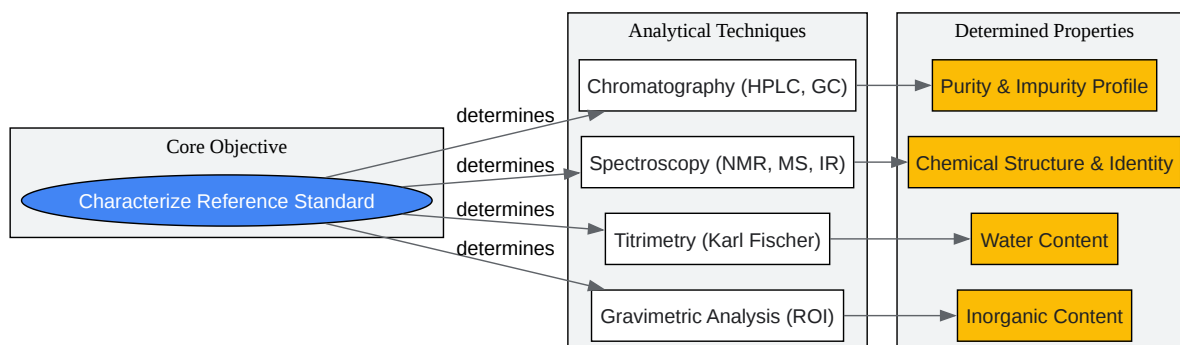 Core Objective
Characterize Reference Standard
determines
determines
determines
determines
Analytical Techniques
Chromatography (HPLC, GC)
Spectroscopy (NMR, MS, IR)
Titrimetry (Karl Fischer)
Gravimetric Analysis (ROI)
Determined Properties
Purity & Impurity Profile
Chemical Structure & Identity
Water Content
Inorganic Content